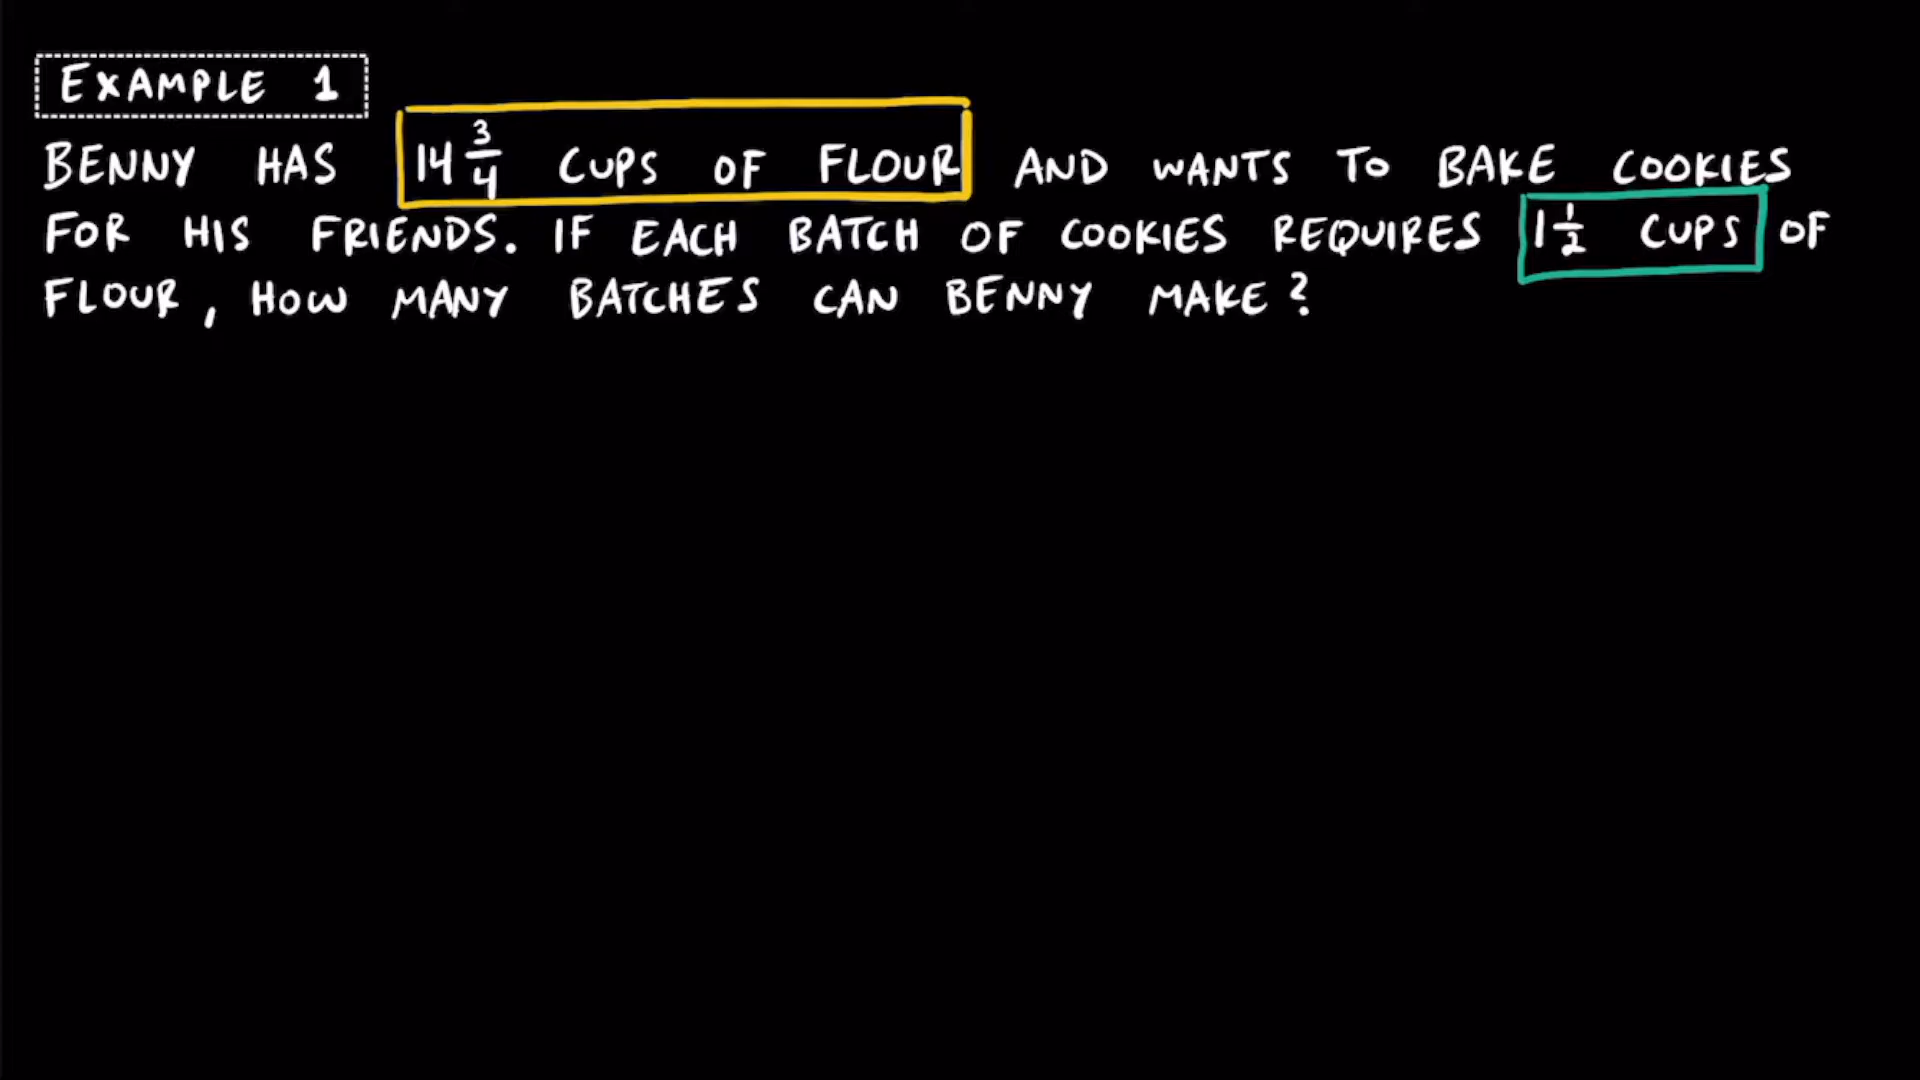 EXAMPLE 1
BENNY HAS 14 3/4 CUPS OF FLOUR AND WANTS TO BAKE COOKIES
FOR HIS FRIENDS. IF EACH BATCH OF COOKIES REQUIRES 1 1/2 CUPS OF
FLOUR, HOW MANY BATCHES CAN BENNY MAKE?